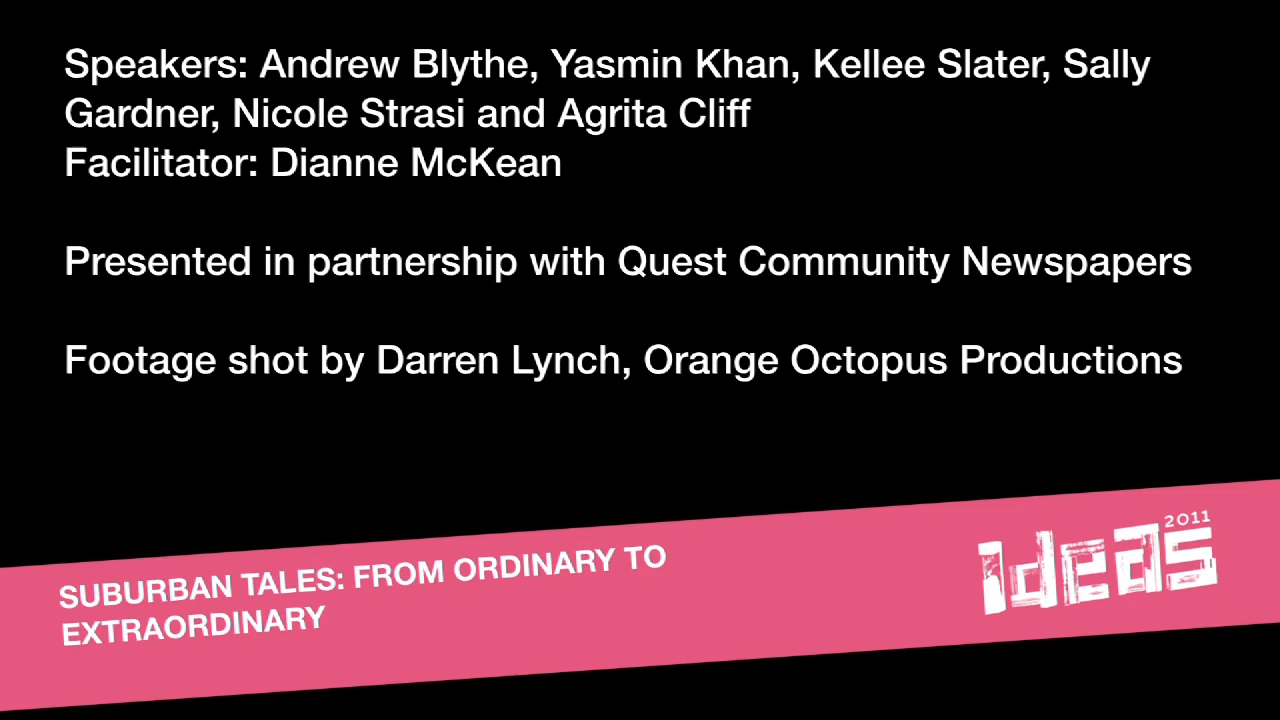 Speakers: Andrew Blythe, Yasmin Khan, Kellee Slater, Sally
Gardner, Nicole Strasi and Agrita Cliff
Facilitator: Dianne McKean
Presented in partnership with Quest Community Newspapers
Footage shot by Darren Lynch, Orange Octopus Productions
SUBURBAN TALES: FROM ORDINARY TO
EXTRAORDINARY
2011
Ideas